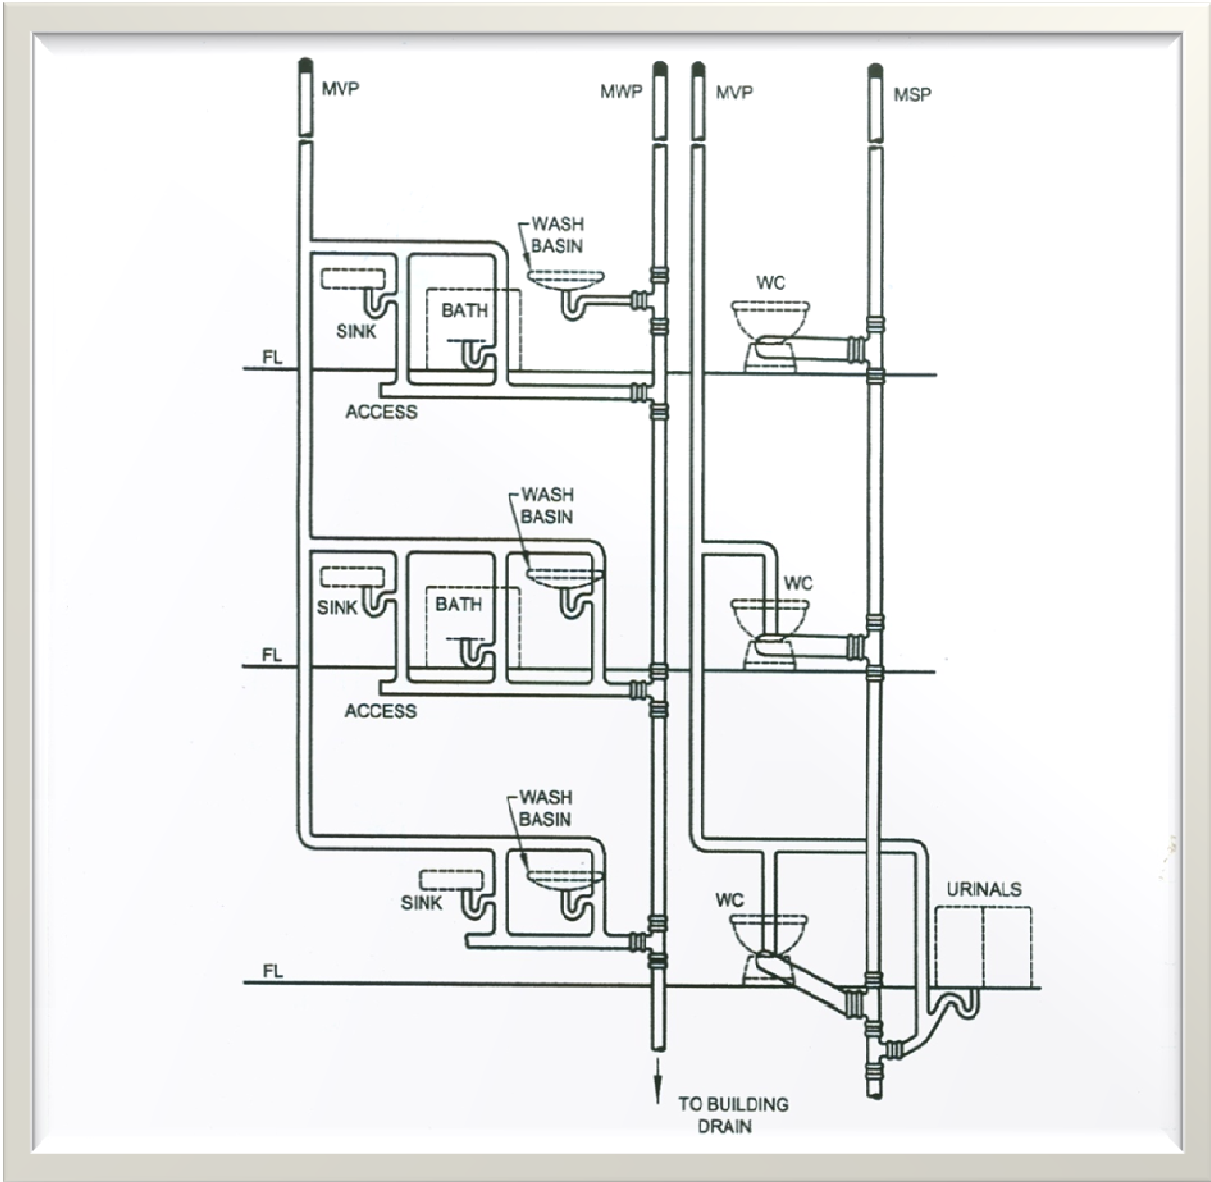 MVP
MWP
MVP
MSP
WASH
BASIN
WC
BATH
SINK
FL
ACCESS
WASH
BASIN
WC
SINK
BATH
FL
ACCESS
WASH
BASIN
SINK
WC
URINALS
FL
TO BUILDING
DRAIN